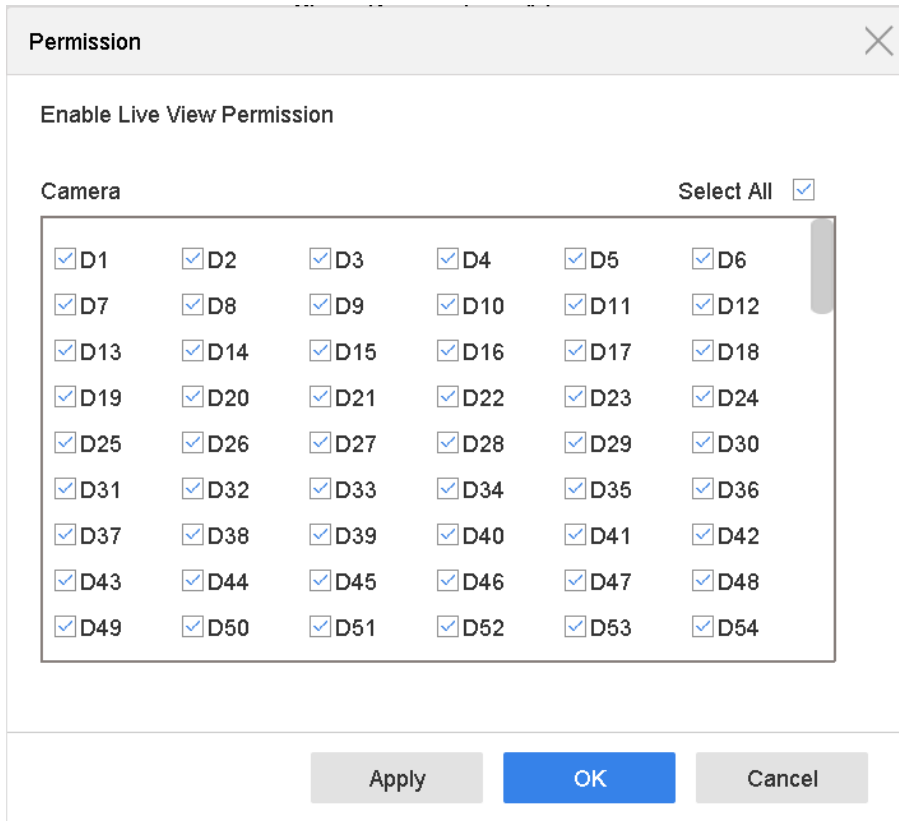 Permission
Enable Live View Permission
Camera Select All
D1 D2 D3 D4 D5 D6
D7 D8 D9 D10 D11 D12
D13 D14 D15 D16 D17 D18
D19 D20 D21 D22 D23 D24
D25 D26 D27 D28 D29 D30
D31 D32 D33 D34 D35 D36
D37 D38 D39 D40 D41 D42
D43 D44 D45 D46 D47 D48
D49 D50 D51 D52 D53 D54
Apply OK Cancel